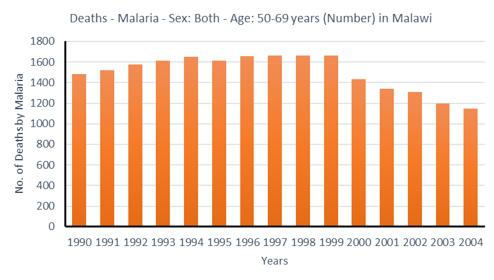 Deaths - Malaria - Sex: Both - Age: 50-69 years (Number) in Malawi
1800
1600
1400
1200
1000
800
600
400
200
0
No. of Deathsby Malaria
1990 1991 1992 1993 1994 1995 1996 1997 1998 1999 2000 2001 2002 2003 2004
Years